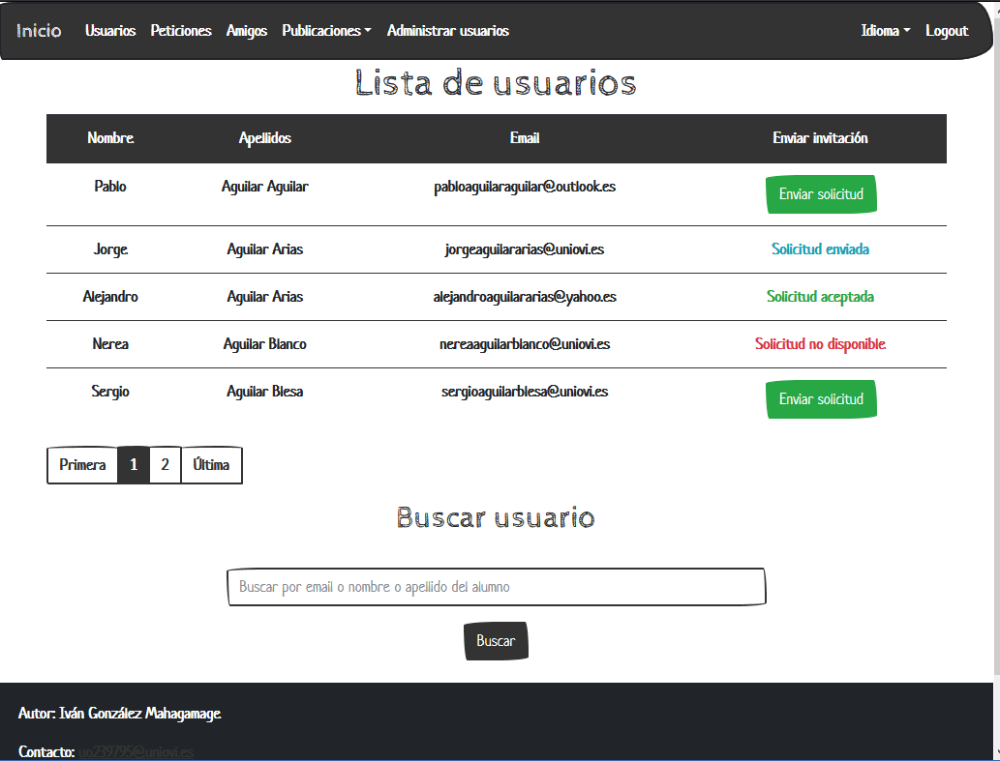 Inicio Usuarios Peticiones Amigos Publicaciones Administrar usuarios Idioma Logout
Lista de usuarios
Nombre Apellidos Email Enviar invitación
Pablo Aguilar Aguilar pabloaguilaraguilar@outlook.es Enviar solicitud
Jorge Aguilar Arias jorgeaguilararias@uniovi.es Solicitud enviada
Alejandro Aguilar Arias alejandroaguilararias@yahoo.es Solicitud aceptada
Nerea Aguilar Blanco nereaaguilarblanco@uniovi.es Solicitud no disponible
Sergio Aguilar Blesa sergioaguilarblesa@uniovi.es Enviar solicitud
Primera 1 2 Última
Buscar usuario
Buscar por email o nombre o apellido del alumno
Buscar
Autor: Iván González Mahagamage
Contacto: uo239795@uniovi.es